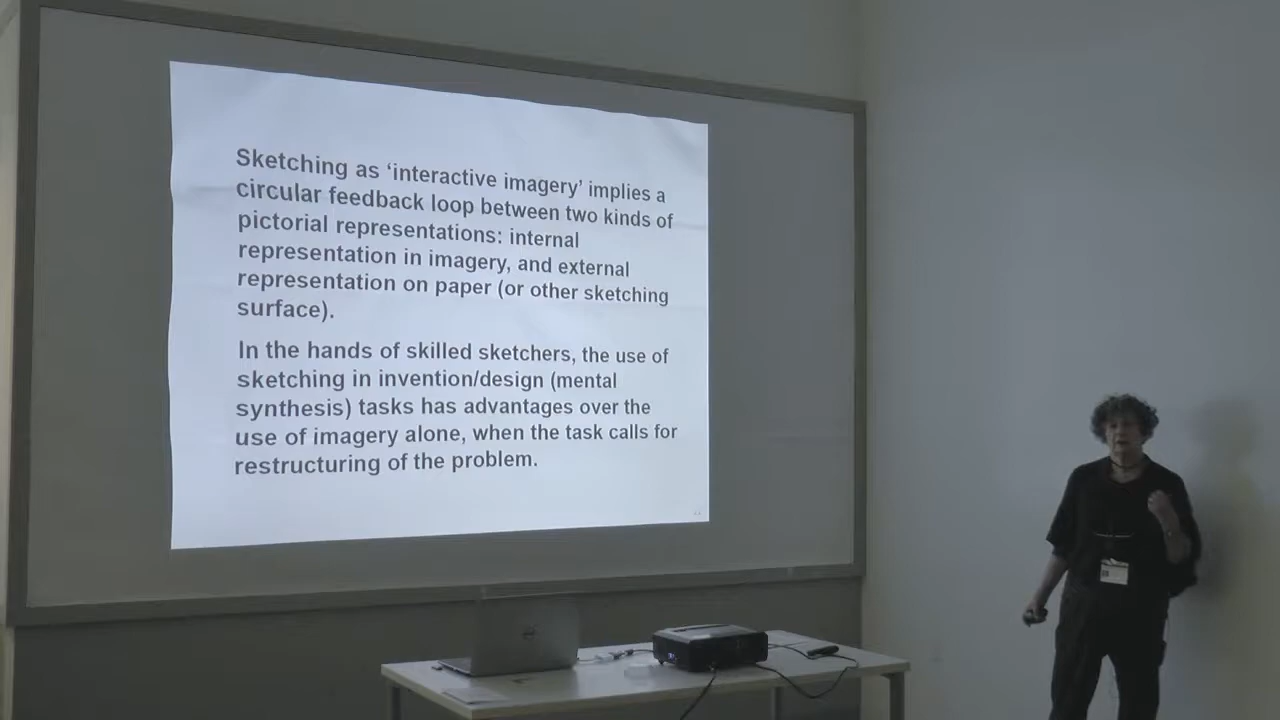 Sketching as ‘interactive imagery’ implies a
circular feedback loop between two kinds of
pictorial representations: internal
representation in imagery, and external
representation on paper (or other sketching
surface).
In the hands of skilled sketchers, the use of
sketching in invention/design (mental
synthesis) tasks has advantages over the
use of imagery alone, when the task calls for
restructuring of the problem.